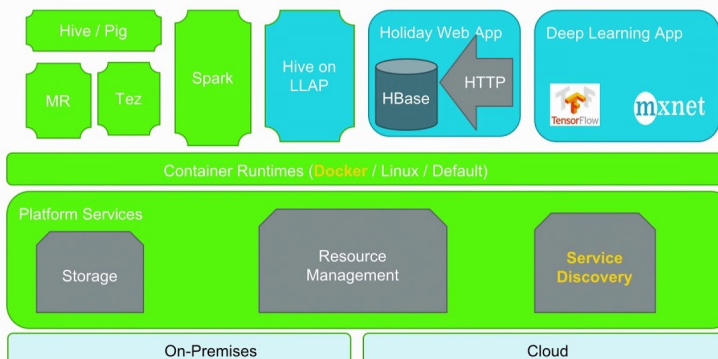 Hive / Pig
MR
Tez
Spark
Hive on
LLAP
Holiday Web App
HBase
HTTP
Deep Learning App
TensorFlow
mxnet
Container Runtimes (Docker / Linux / Default)
Platform Services
Storage
Resource
Management
Service
Discovery
On-Premises
Cloud